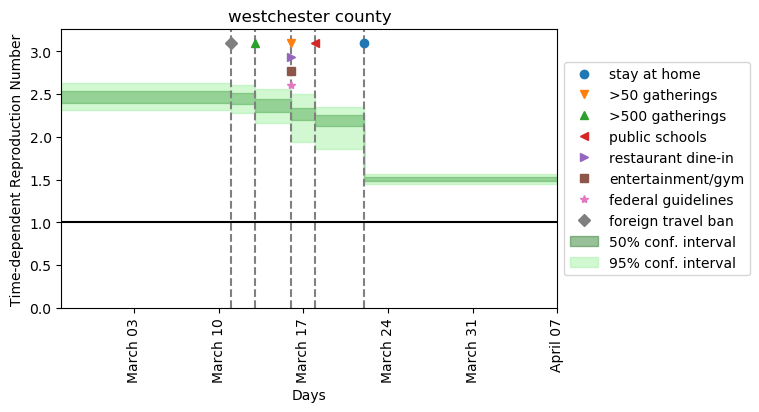 westchester county
Time-dependent Reproduction Number
3.0
2.5
2.0
1.5
1.0
0.5
0.0
March 03
March 10
March 17
March 24
March 31
April 07
Days
stay at home
>50 gatherings
>500 gatherings
public schools
restaurant dine-in
entertainment/gym
federal guidelines
foreign travel ban
50% conf. interval
95% conf. interval